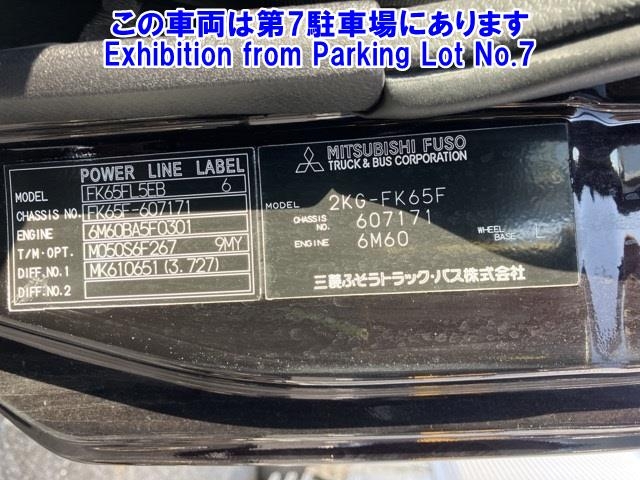 この車両は第7駐車場にあります
Exhibition from Parking Lot No.7
POWER LINE LABEL
MODEL FK65FL5EB 6
CHASSIS NO. FK65F-607171
ENGINE 6M60BA5F0301
T/M·OPT. M050S6F267 9MY
DIFF.NO.1 MK610651 (3.727)
DIFF.NO.2
MITSUBISHI FUSO
TRUCK & BUS CORPORATION
MODEL 2KG-FK65F
CHASSIS NO. 607171
ENGINE 6M60 WHEEL BASE L
三菱ふそうトラック・バス株式会社